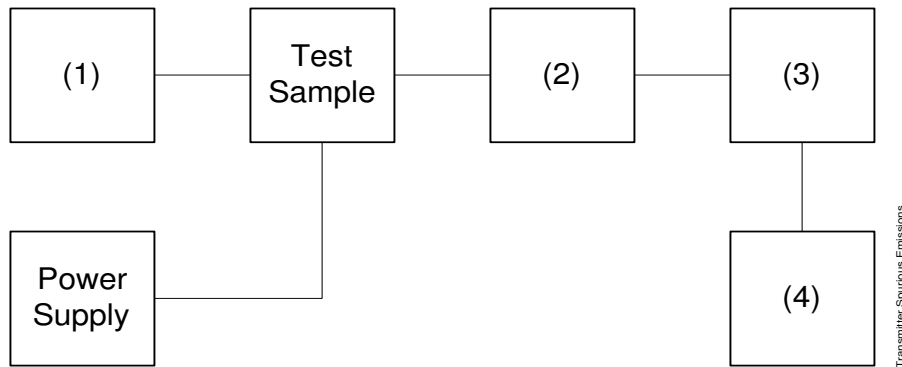 (1)
Test
Sample
(2)
(3)
Power
Supply
(4)
Transmitter Spurious Emissions